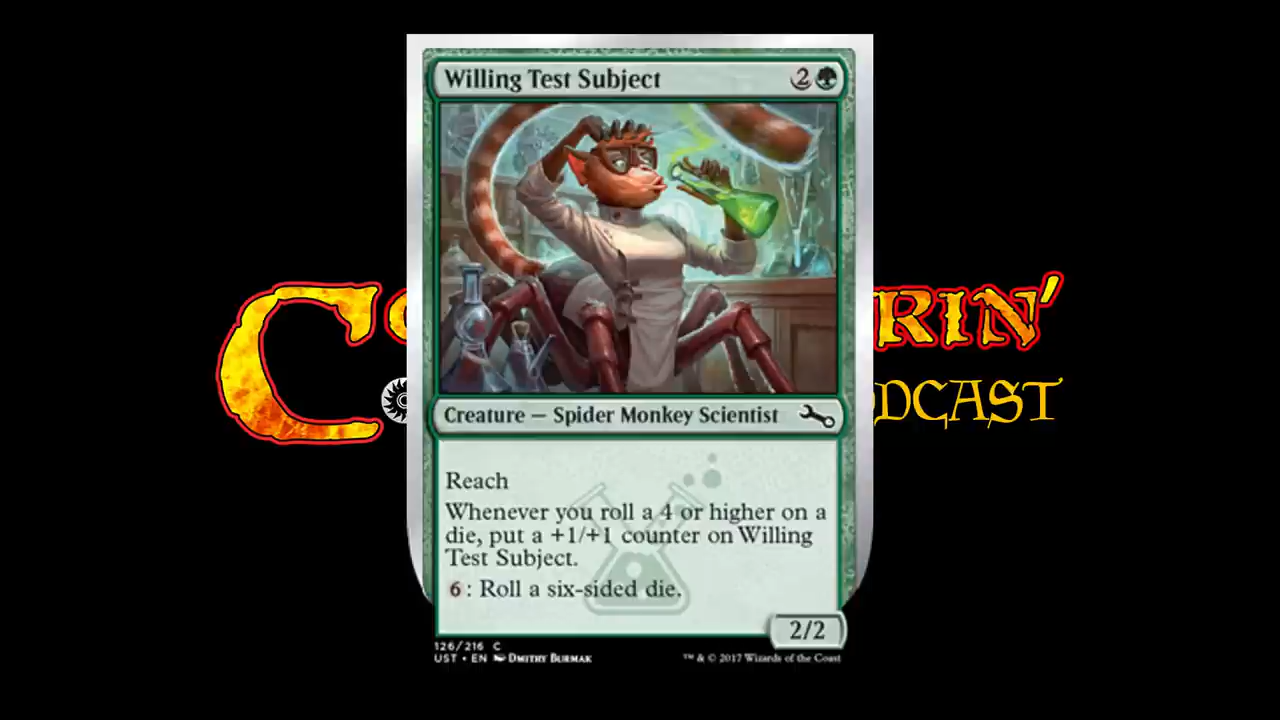 Willing Test Subject 2
C RIN'
DCAST
Creature — Spider Monkey Scientist
Reach
Whenever you roll a 4 or higher on a
die, put a +1/+1 counter on Willing
Test Subject.
6: Roll a six-sided die.
2/2
126/216 C
UST • EN Dmitry Burmak ™ & © 2017 Wizards of the Coast